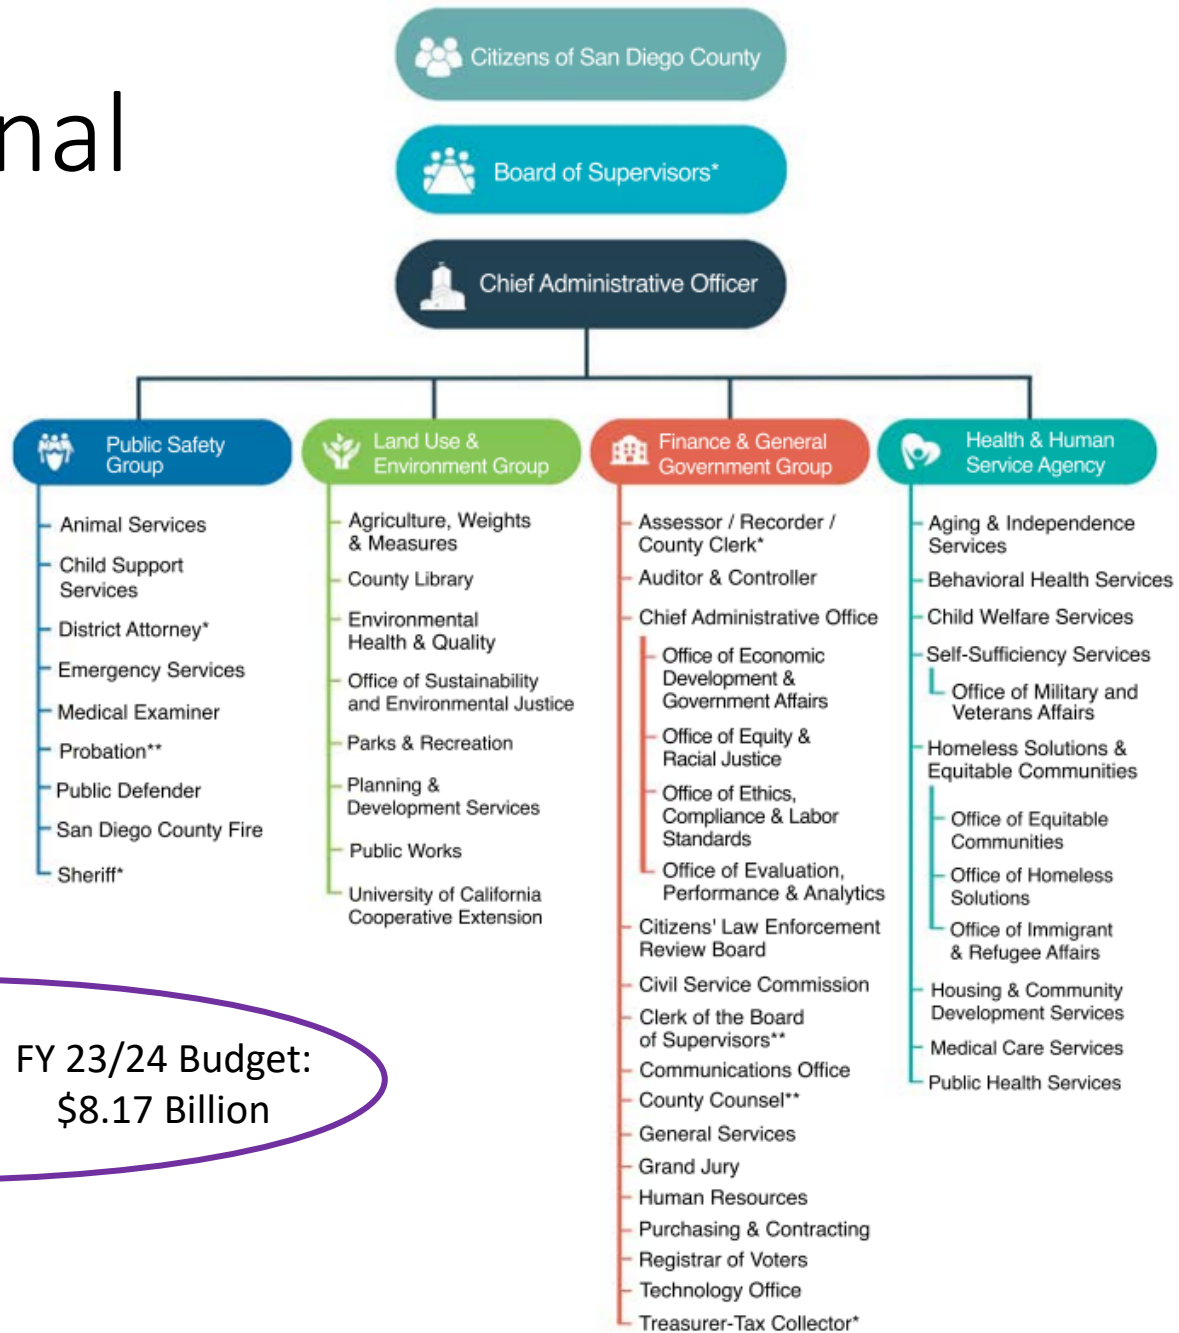 nal
Citizens of San Diego County
Board of Supervisors*
Chief Administrative Officer
Public Safety
Group
Animal Services
Child Support
Services
District Attorney*
Emergency Services
Medical Examiner
Probation**
Public Defender
San Diego County Fire
Sheriff*
Land Use &
Environment Group
Agriculture, Weights
& Measures
County Library
Environmental
Health & Quality
Office of Sustainability
and Environmental Justice
Parks & Recreation
Planning &
Development Services
Public Works
University of California
Cooperative Extension
Finance & General
Government Group
Assessor / Recorder /
County Clerk*
Auditor & Controller
Chief Administrative Office
Office of Economic
Development &
Government Affairs
Office of Equity &
Racial Justice
Office of Ethics,
Compliance & Labor
Standards
Office of Evaluation,
Performance & Analytics
Citizens' Law Enforcement
Review Board
Civil Service Commission
Clerk of the Board
of Supervisors**
Communications Office
County Counsel**
General Services
Grand Jury
Human Resources
Purchasing & Contracting
Registrar of Voters
Technology Office
Treasurer-Tax Collector*
Health & Human
Service Agency
Aging & Independence
Services
Behavioral Health Services
Child Welfare Services
Self-Sufficiency Services
Office of Military and
Veterans Affairs
Homeless Solutions &
Equitable Communities
Office of Equitable
Communities
Office of Homeless
Solutions
Office of Immigrant
& Refugee Affairs
Housing & Community
Development Services
Medical Care Services
Public Health Services
FY 23/24 Budget:
$8.17 Billion